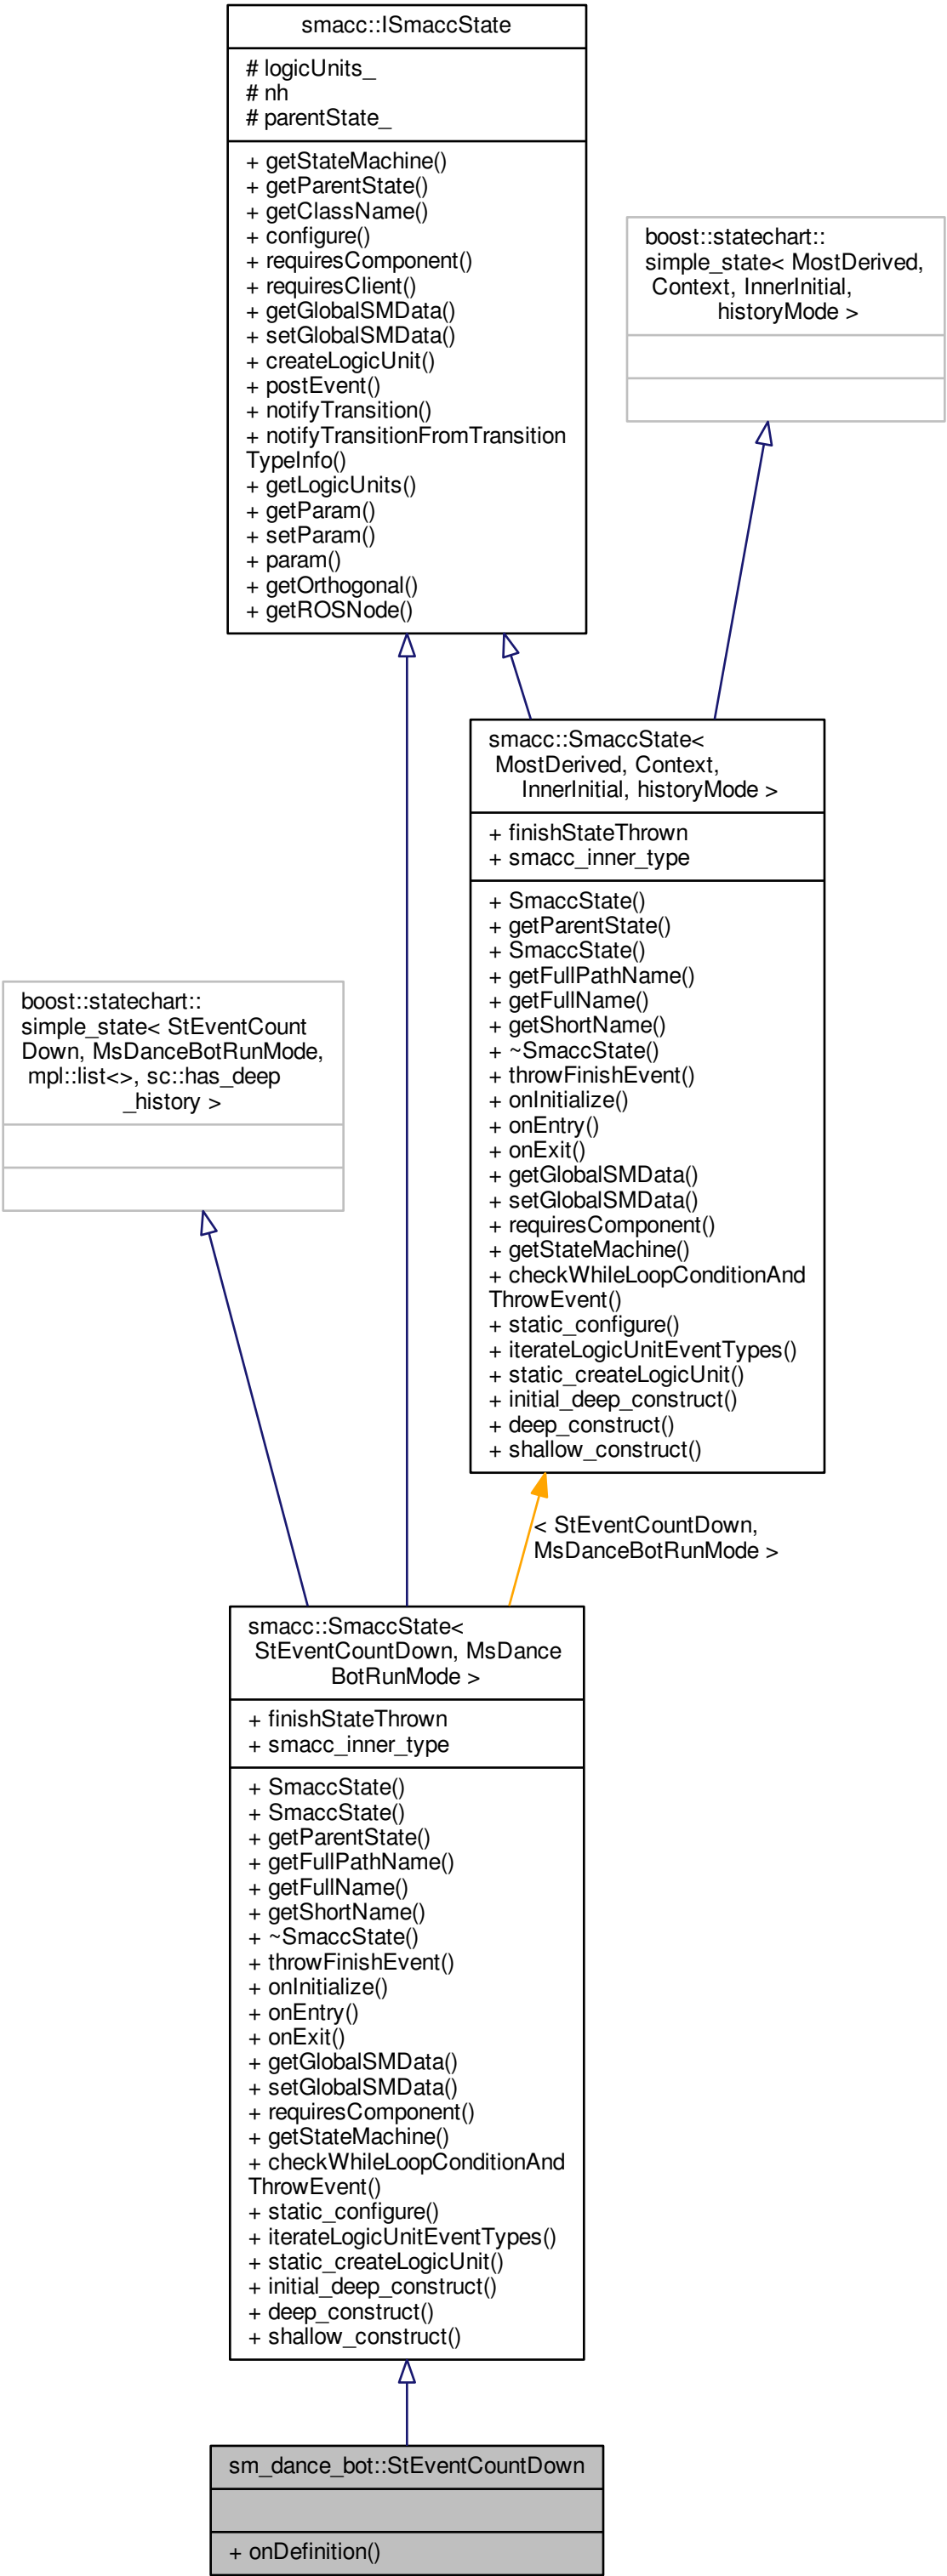 smacc::ISmaccState
# logicUnits_
# nh
# parentState_
+ getStateMachine()
+ getParentState()
+ getClassName()
+ configure()
+ requiresComponent()
+ requiresClient()
+ getGlobalSMData()
+ setGlobalSMData()
+ createLogicUnit()
+ postEvent()
+ notifyTransition()
+ notifyTransitionFromTransition
TypeInfo()
+ getLogicUnits()
+ getParam()
+ setParam()
+ param()
+ getOrthogonal()
+ getROSNode()
boost::statechart::
simple_state< MostDerived,
Context, InnerInitial,
historyMode >
smacc::SmaccState<
MostDerived, Context,
InnerInitial, historyMode >
+ finishStateThrown
+ smacc_inner_type
+ SmaccState()
+ getParentState()
+ SmaccState()
+ getFullPathName()
+ getFullName()
+ getShortName()
+ ~SmaccState()
+ throwFinishEvent()
+ onInitialize()
+ onEntry()
+ onExit()
+ getGlobalSMData()
+ setGlobalSMData()
+ requiresComponent()
+ getStateMachine()
+ checkWhileLoopConditionAnd
ThrowEvent()
+ static_configure()
+ iterateLogicUnitEventTypes()
+ static_createLogicUnit()
+ initial_deep_construct()
+ deep_construct()
+ shallow_construct()
boost::statechart::
simple_state< StEventCount
Down, MsDanceBotRunMode,
mpl::list<>, sc::has_deep
_history >
< StEventCountDown,
MsDanceBotRunMode >
smacc::SmaccState<
StEventCountDown, MsDance
BotRunMode >
+ finishStateThrown
+ smacc_inner_type
+ SmaccState()
+ SmaccState()
+ getParentState()
+ getFullPathName()
+ getFullName()
+ getShortName()
+ ~SmaccState()
+ throwFinishEvent()
+ onInitialize()
+ onEntry()
+ onExit()
+ getGlobalSMData()
+ setGlobalSMData()
+ requiresComponent()
+ getStateMachine()
+ checkWhileLoopConditionAnd
ThrowEvent()
+ static_configure()
+ iterateLogicUnitEventTypes()
+ static_createLogicUnit()
+ initial_deep_construct()
+ deep_construct()
+ shallow_construct()
sm_dance_bot::StEventCountDown
+ onDefinition()